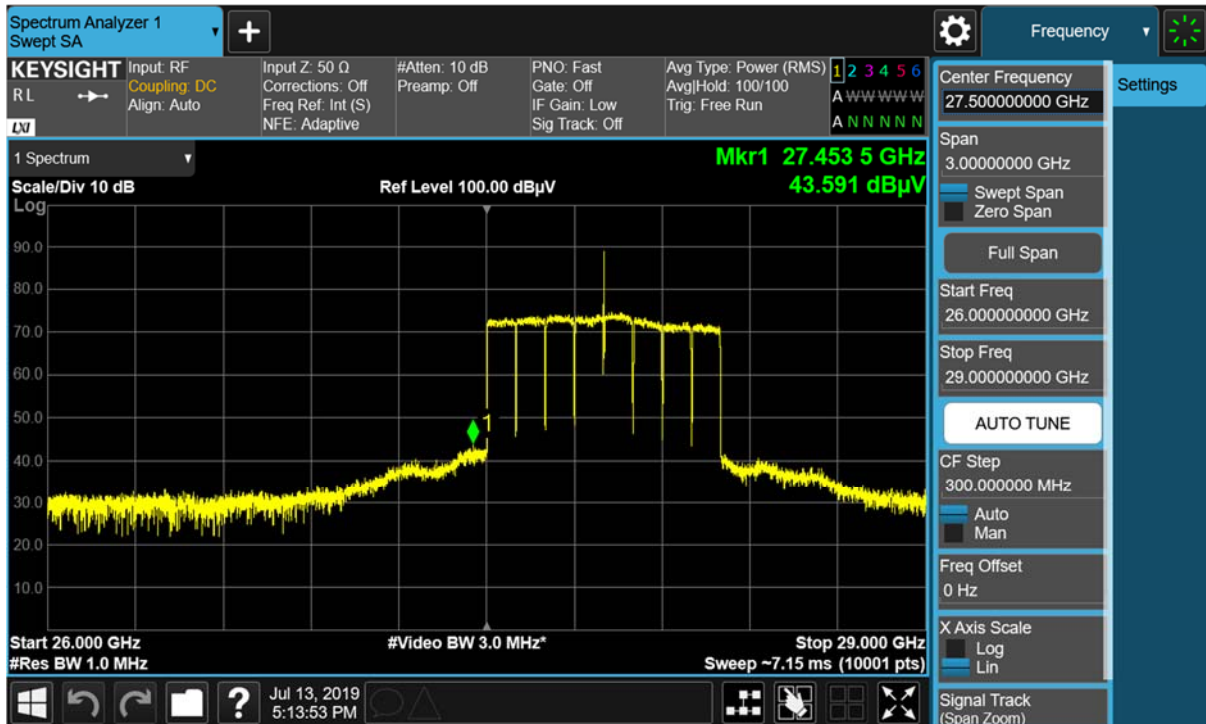 Spectrum Analyzer 1
Swept SA
Frequency
KEYSIGHT
RL
LXI
Input: RF
Coupling: DC
Align: Auto
Input Z: 50 Ω
Corrections: Off
Freq Ref: Int (S)
NFE: Adaptive
#Atten: 10 dB
Preamp: Off
PNO: Fast
Gate: Off
IF Gain: Low
Sig Track: Off
Avg Type: Power (RMS)
Avg|Hold: 100/100
Trig: Free Run
1 2 3 4 5 6
A W W W W W
A N N N N N
1 Spectrum
Scale/Div 10 dB
Log
Ref Level 100.00 dBµV
Mkr1 27.453 5 GHz
43.591 dBµV
90.0
80.0
70.0
60.0
50.0
40.0
30.0
20.0
10.0
1
Start 26.000 GHz
#Res BW 1.0 MHz
#Video BW 3.0 MHz*
Stop 29.000 GHz
Sweep ~7.15 ms (10001 pts)
Center Frequency
27.500000000 GHz
Settings
Span
3.00000000 GHz
Swept Span
Zero Span
Full Span
Start Freq
26.000000000 GHz
Stop Freq
29.000000000 GHz
AUTO TUNE
CF Step
300.000000 MHz
Auto
Man
Freq Offset
0 Hz
X Axis Scale
Log
Lin
Signal Track
(Span Zoom)
?
Jul 13, 2019
5:13:53 PM